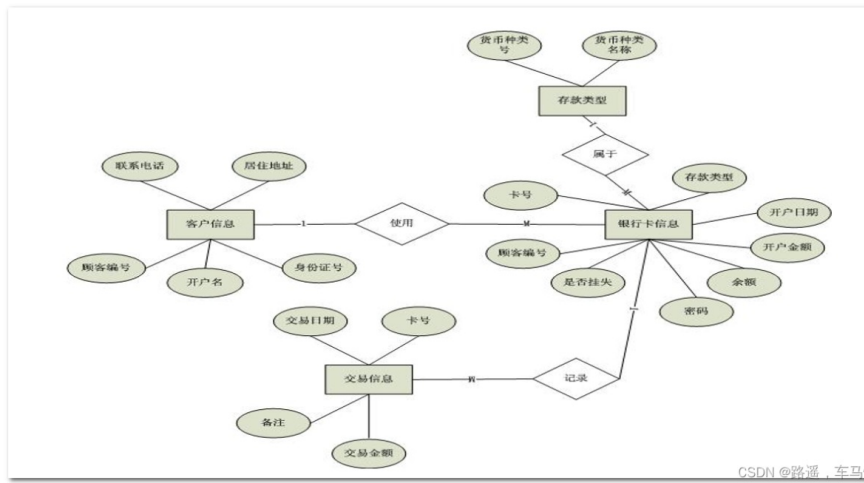 货币种类
号
货币种类
名称
存款类型
1
属于
M
联系电话
居住地址
卡号
存款类型
开户日期
客户信息
1
使用
M
银行卡信息
开户金额
顾客编号
开户名
身份证号
顾客编号
是否挂失
余额
密码
交易日期
卡号
1
交易信息
M
记录
备注
交易金额
CSDN @路遥，车马